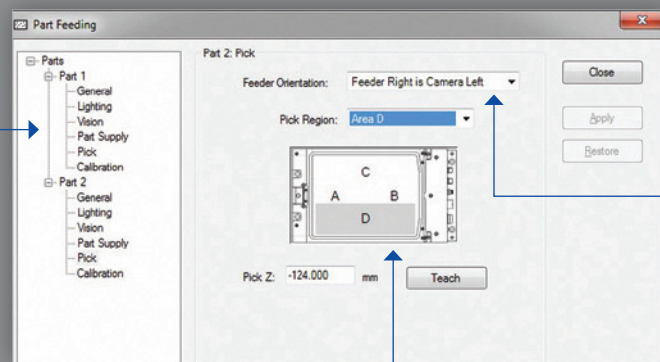 Part Feeding
Parts
Part 1
General
Lighting
Vision
Part Supply
Pick
Calibration
Part 2
General
Lighting
Vision
Part Supply
Pick
Calibration
Part 2: Pick
Feeder Orientation: Feeder Right is Camera Left
Pick Region: Area D
C
A B
D
Pick Z: -124.000 mm Teach
Close
Apply
Restore